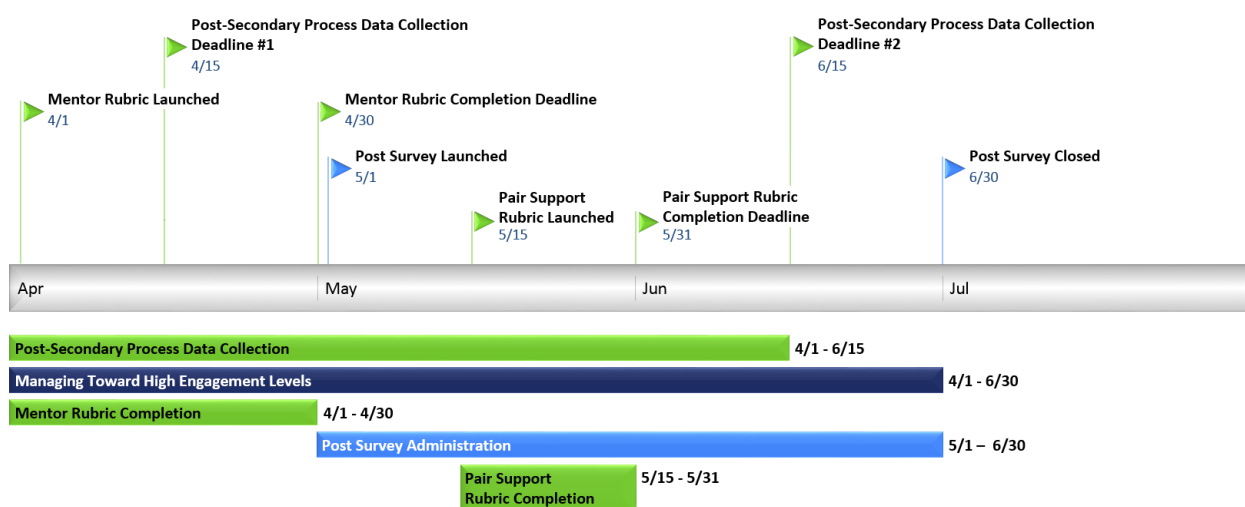 Post-Secondary Process Data Collection
Deadline #1
4/15
Post-Secondary Process Data Collection
Deadline #2
6/15
Mentor Rubric Launched
4/1
Mentor Rubric Completion Deadline
4/30
Post Survey Launched
5/1
Post Survey Closed
6/30
Pair Support
Rubric Launched
5/15
Pair Support Rubric
Completion Deadline
5/31
Apr
May
Jun
Jul
Post-Secondary Process Data Collection
4/1 - 6/15
Managing Toward High Engagement Levels
4/1 - 6/30
Mentor Rubric Completion
4/1 - 4/30
Post Survey Administration
5/1 – 6/30
Pair Support
Rubric Completion
5/15 - 5/31